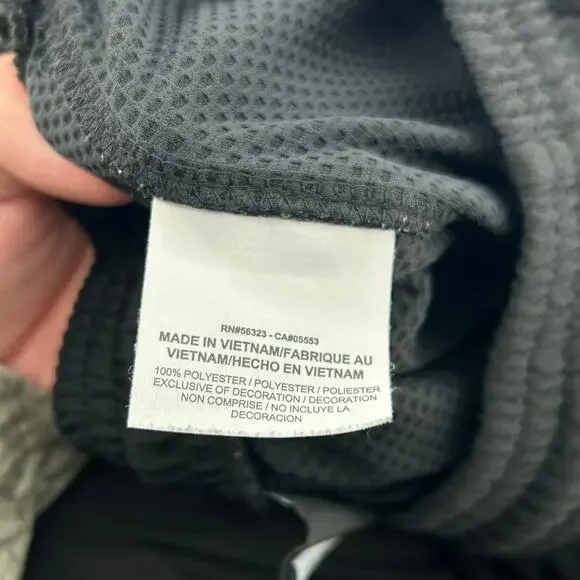 RN#56323 - CA#05553
MADE IN VIETNAM/FABRIQUE AU
VIETNAM/HECHO EN VIETNAM
100% POLYESTER / POLYESTER / POLIESTER
EXCLUSIVE OF DECORATION / DECORATION
NON COMPRISE / NO INCLUYE LA
DECORACION